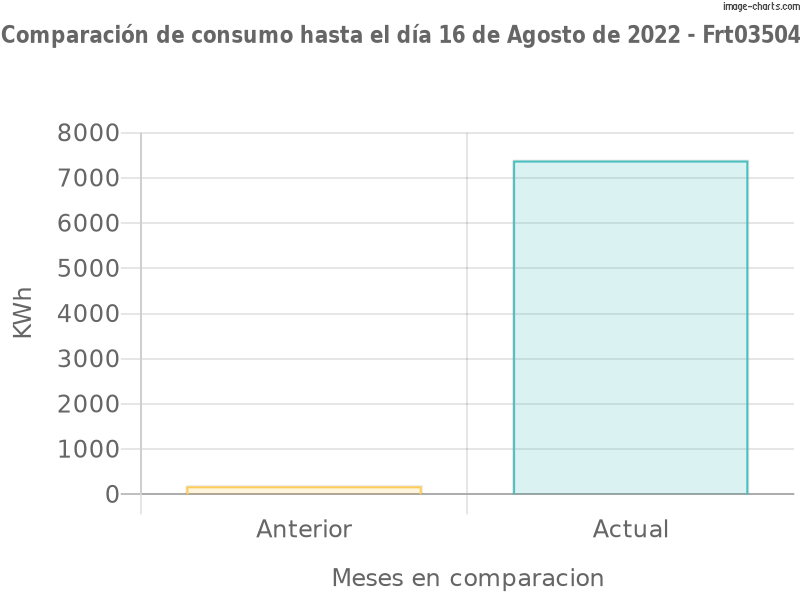 image-charts.com
Comparación de consumo hasta el día 16 de Agosto de 2022 - Frt03504
8000
7000
6000
5000
4000
3000
2000
1000
0
KWh
Anterior
Actual
Meses en comparacion